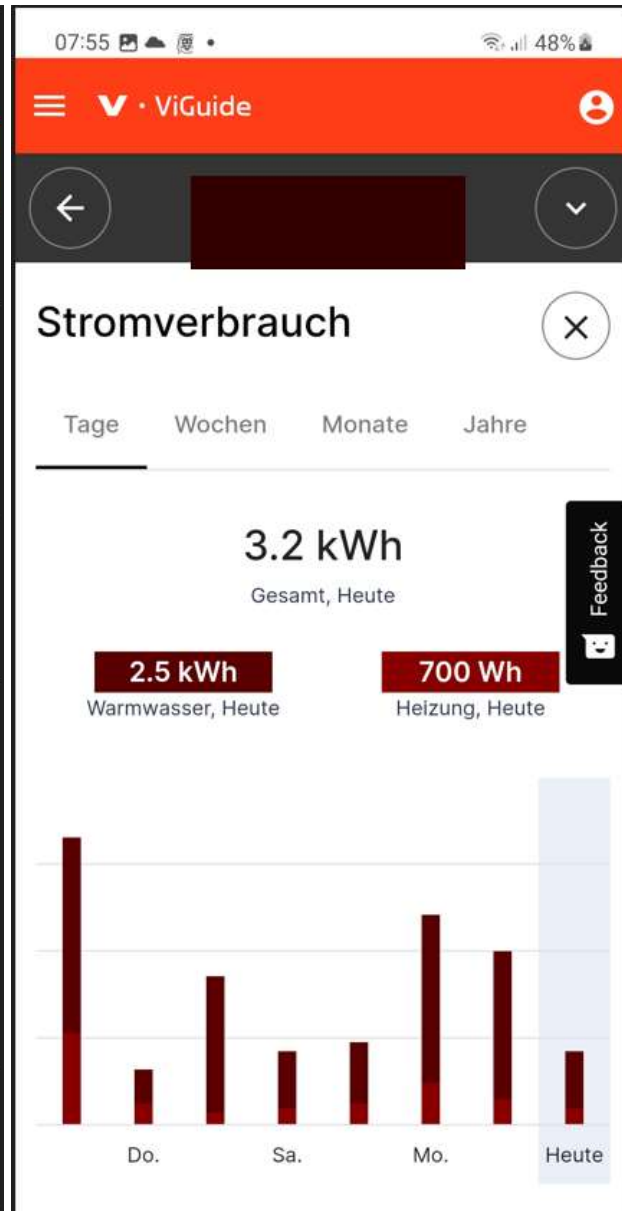 07:55 48%
V · ViGuide
Stromverbrauch
Tage Wochen Monate Jahre
3.2 kWh
Gesamt, Heute
Feedback
2.5 kWh 700 Wh
Warmwasser, Heute Heizung, Heute
Do. Sa. Mo. Heute